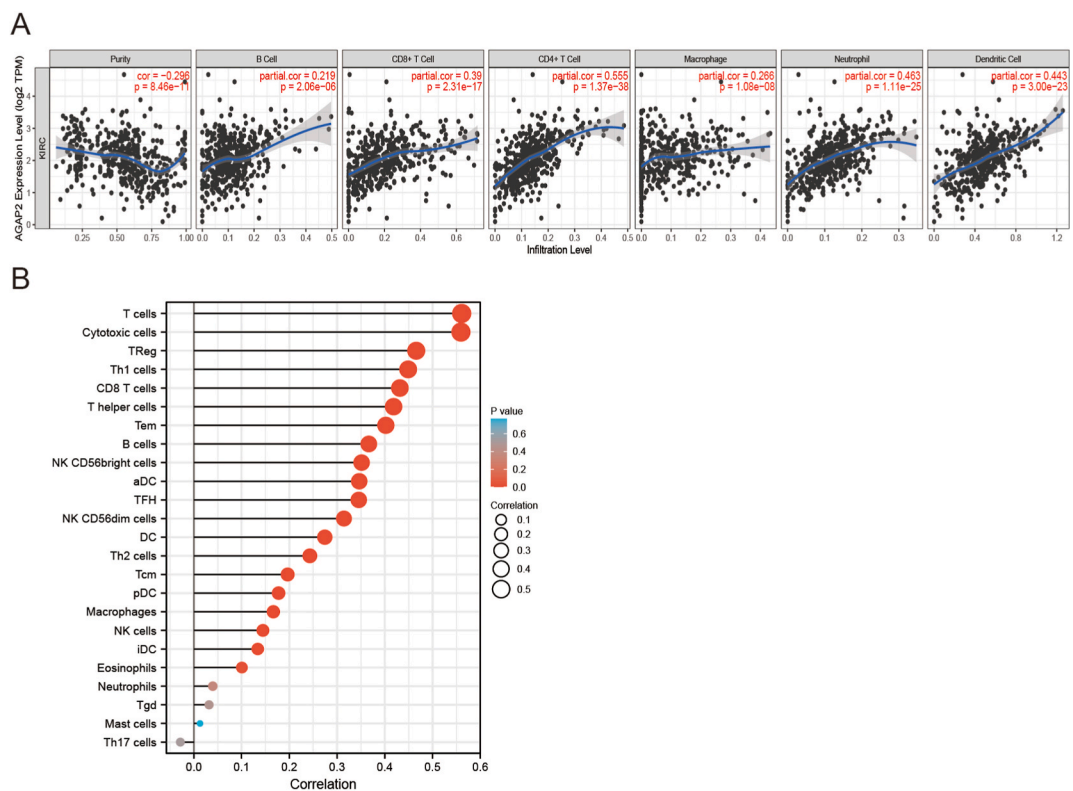 A
Purity
B Cell
CD8+ T Cell
CD4+ T Cell
Macrophage
Neutrophil
Dendritic Cell
cor = −0.296
p = 8.46e−11
partial.cor = 0.219
p = 2.06e−06
partial.cor = 0.39
p = 2.31e−17
partial.cor = 0.555
p = 1.37e−38
partial.cor = 0.266
p = 1.08e−08
partial.cor = 0.463
p = 1.11e−25
partial.cor = 0.443
p = 3.00e−23
AGAP2 Expression Level (log2 TPM)
KIRC
4
3
2
1
0
0.25 0.50 0.75 1.00
0.0 0.1 0.2 0.3 0.4 0.5
0.0 0.2 0.4 0.6
0.0 0.1 0.2 0.3 0.4 0.5
0.0 0.1 0.2 0.3 0.4
0.0 0.1 0.2 0.3
0.0 0.4 0.8 1.2
Infiltration Level
B
T cells
Cytotoxic cells
TReg
Th1 cells
CD8 T cells
T helper cells
Tem
B cells
NK CD56bright cells
aDC
TFH
NK CD56dim cells
DC
Th2 cells
Tcm
pDC
Macrophages
NK cells
iDC
Eosinophils
Neutrophils
Tgd
Mast cells
Th17 cells
0.0 0.1 0.2 0.3 0.4 0.5 0.6
Correlation
P value
0.6
0.4
0.2
0.0
Correlation
0.1
0.2
0.3
0.4
0.5